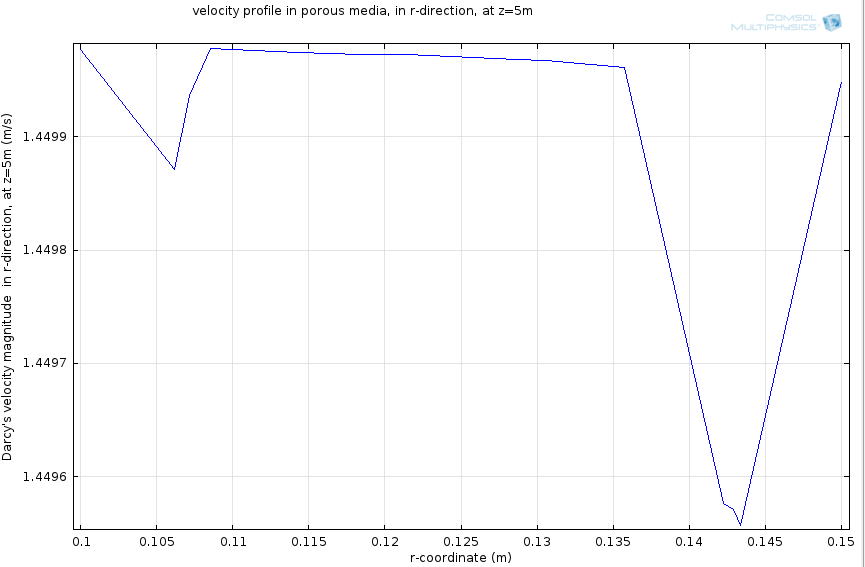 velocity profile in porous media, in r-direction, at z=5m
COMSOL
MULTIPHYSICS
Darcy's velocity magnitude  in r-direction, at z=5m (m/s)
1.4499
1.4498
1.4497
1.4496
0.1 0.105 0.11 0.115 0.12 0.125 0.13 0.135 0.14 0.145 0.15
r-coordinate (m)